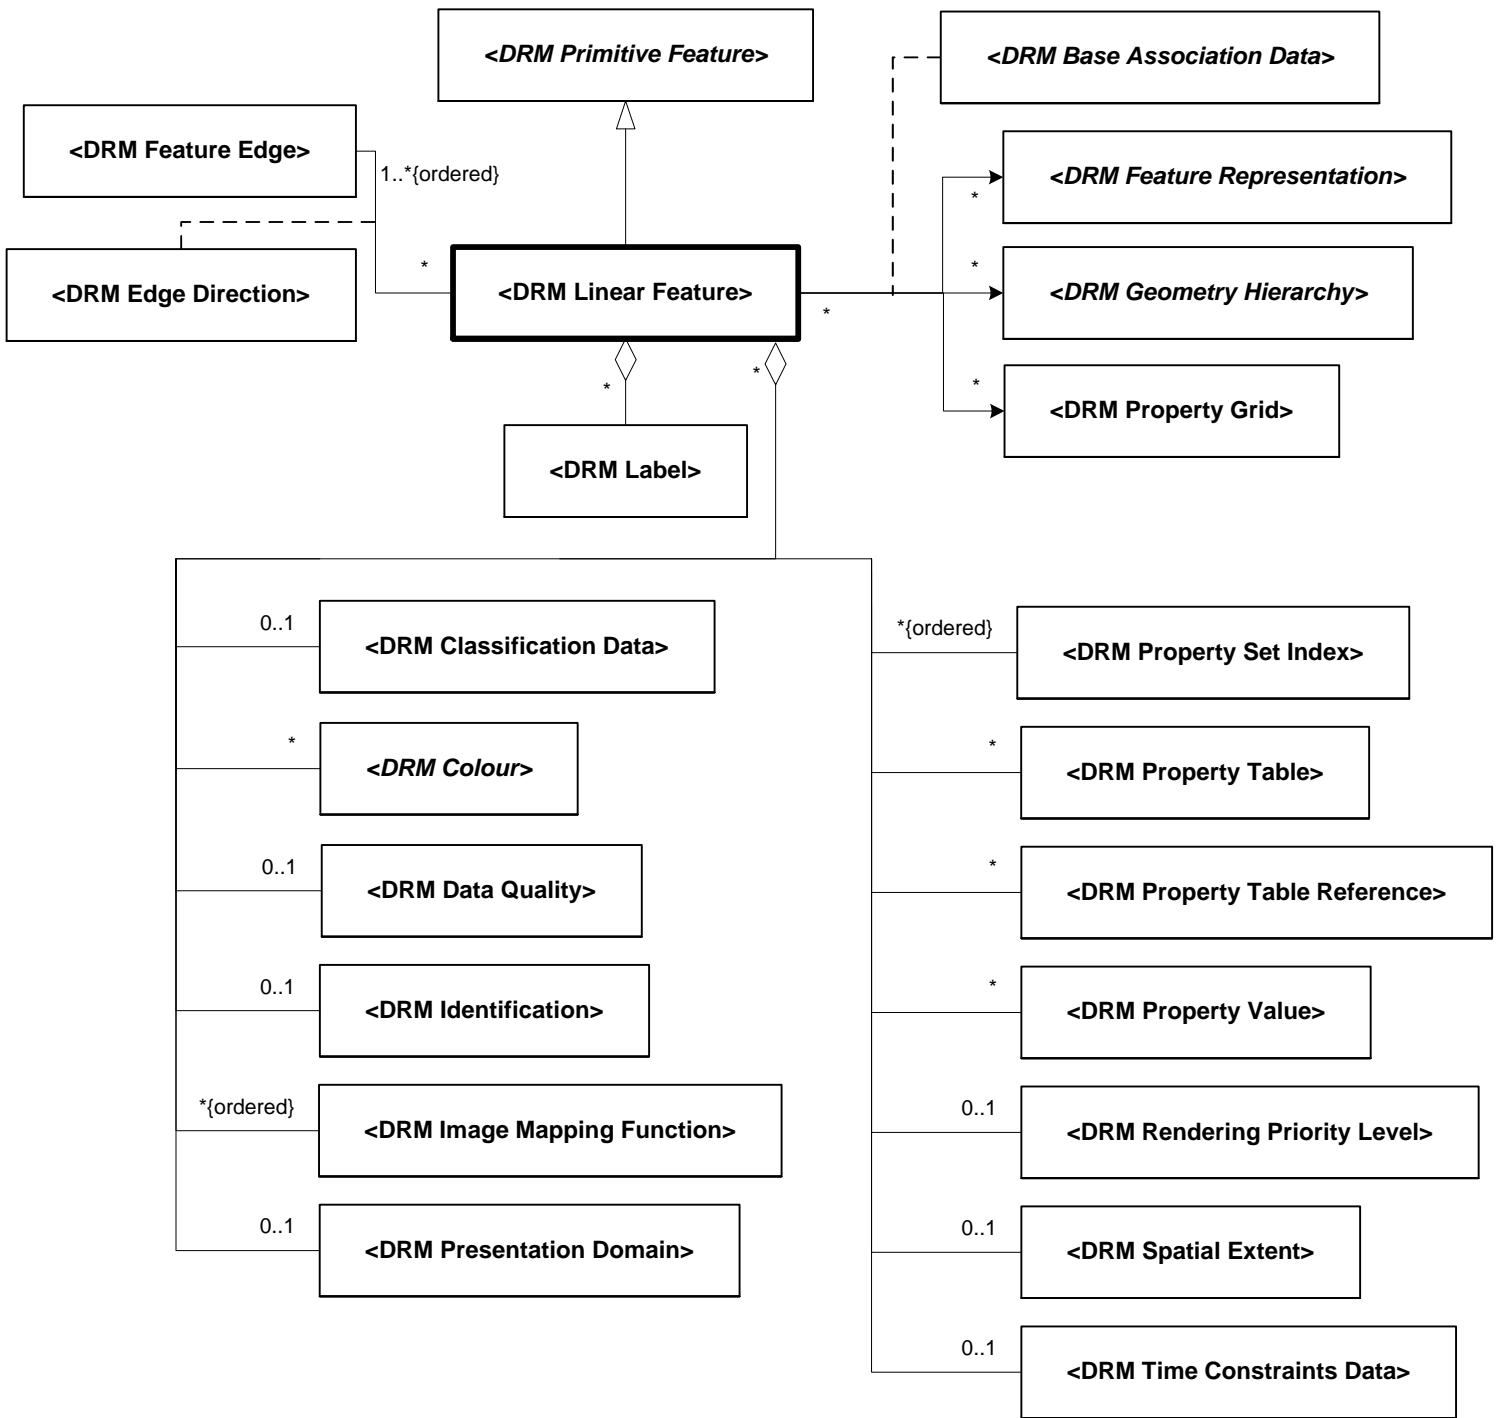 <DRM Primitive Feature>
<DRM Base Association Data>
<DRM Feature Edge>
1..*{ordered}
<DRM Feature Representation>
*
<DRM Edge Direction>
*
<DRM Linear Feature>
*
*
<DRM Geometry Hierarchy>
*
*
*
<DRM Property Grid>
<DRM Label>
0..1
<DRM Classification Data>
*
<DRM Colour>
0..1
<DRM Data Quality>
0..1
<DRM Identification>
*{ordered}
<DRM Image Mapping Function>
0..1
<DRM Presentation Domain>
*{ordered}
<DRM Property Set Index>
*
<DRM Property Table>
*
<DRM Property Table Reference>
*
<DRM Property Value>
0..1
<DRM Rendering Priority Level>
0..1
<DRM Spatial Extent>
0..1
<DRM Time Constraints Data>